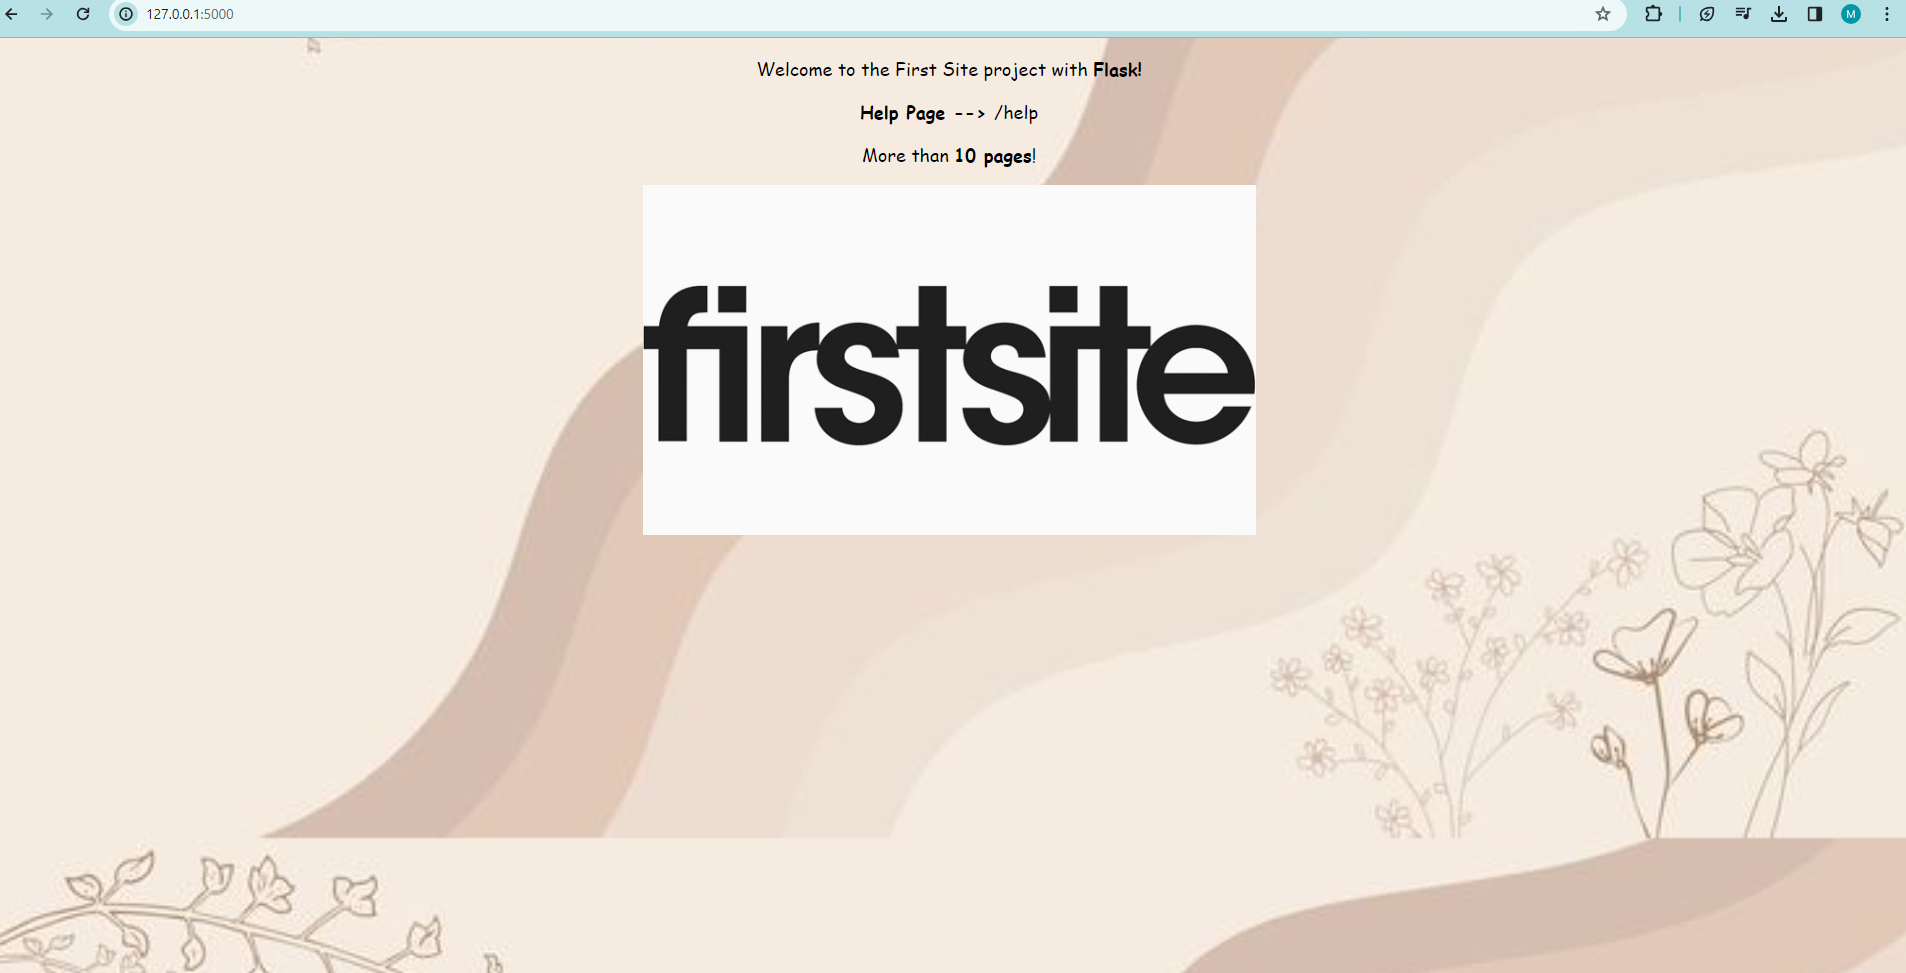 127.0.0.1:5000
M
Welcome to the First Site project with Flask!
Help Page --> /help
More than 10 pages!
firstsite